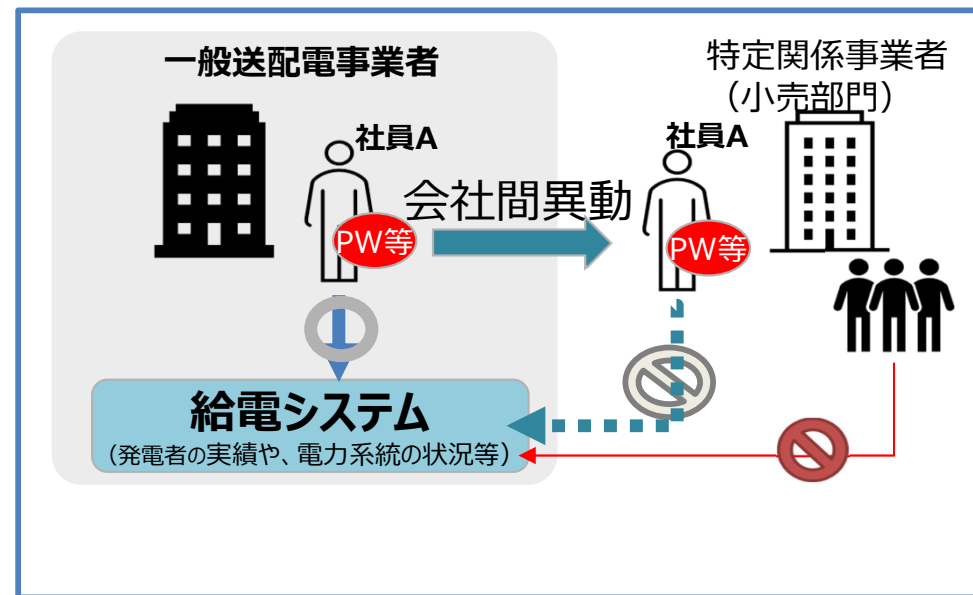 一般送配電事業者
特定関係事業者
（小売部門）
社員A
社員A
会社間異動
PW等
PW等
給電システム
（発電者の実績や、電力系統の状況等）